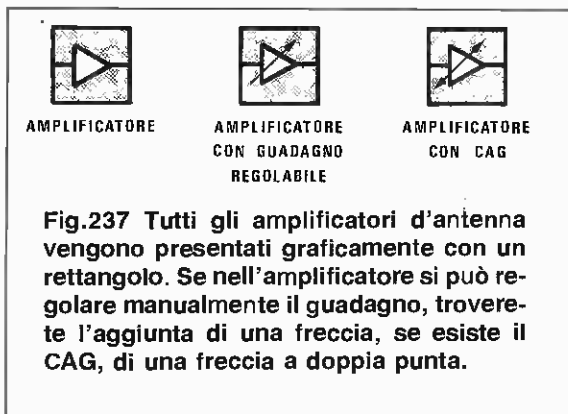 AMPLIFICATORE
AMPLIFICATORE
CON GUADAGNO
REGOLABILE
AMPLIFICATORE
CON CAG
Fig.237 Tutti gli amplificatori d'antenna
vengono presentati graficamente con un
rettangolo. Se nell'amplificatore si può re-
golare manualmente il guadagno, trovere-
te l'aggiunta di una freccia, se esiste il
CAG, di una freccia a doppia punta.